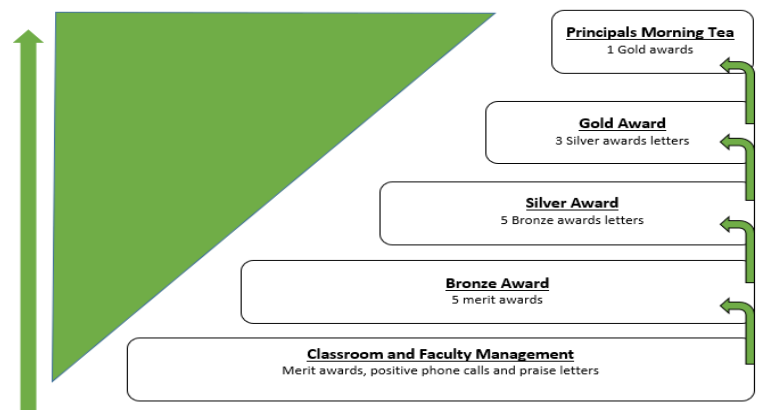 Principals Morning Tea
1 Gold awards
Gold Award
3 Silver awards letters
Silver Award
5 Bronze awards letters
Bronze Award
5 merit awards
Classroom and Faculty Management
Merit awards, positive phone calls and praise letters